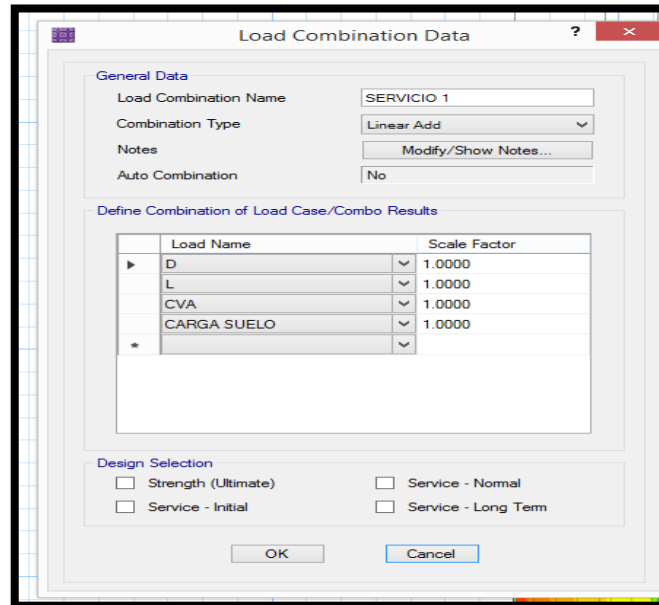 Load Combination Data ?
General Data
Load Combination Name SERVICIO 1
Combination Type Linear Add
Notes Modify/Show Notes...
Auto Combination No
Define Combination of Load Case/Combo Results
Load Name Scale Factor
D 1.0000
L 1.0000
CVA 1.0000
CARGA SUELO 1.0000
*
Design Selection
Strength (Ultimate) Service - Normal
Service - Initial Service - Long Term
OK Cancel